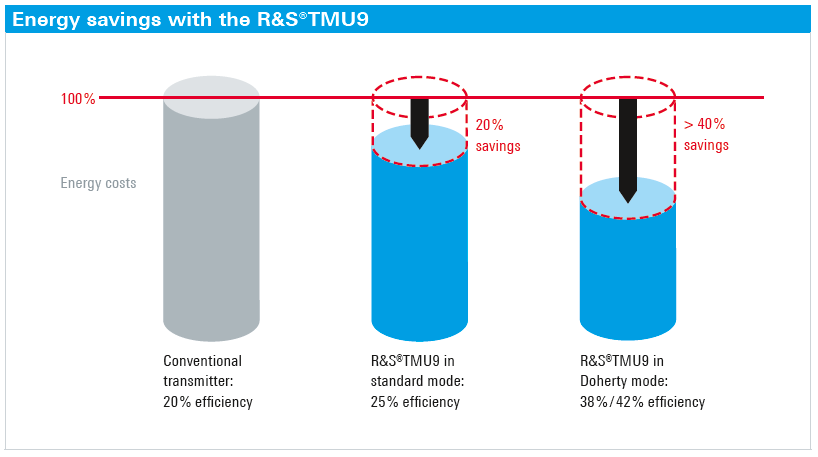 Energy savings with the R&S®TMU9
100%
20%
savings
> 40%
savings
Energy costs
Conventional
transmitter:
20% efficiency
R&S®TMU9 in
standard mode:
25% efficiency
R&S®TMU9 in
Doherty mode:
38%/42% efficiency